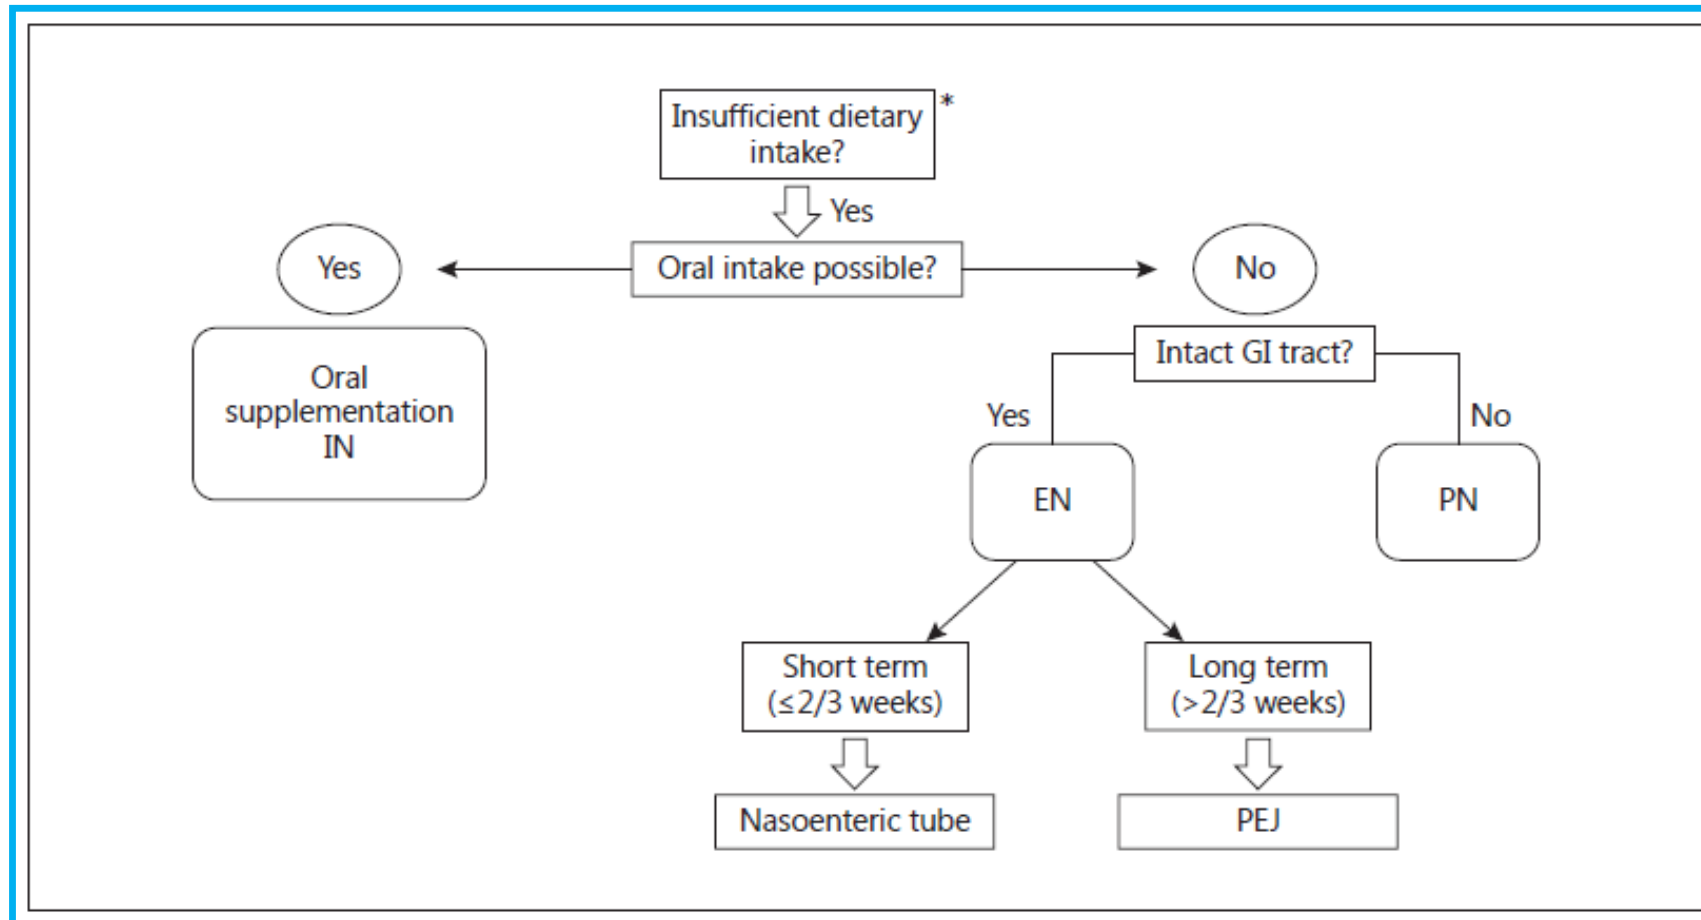 Insufficient dietary *
intake?
Yes
Yes
Oral intake possible?
No
Oral
supplementation
IN
Intact GI tract?
Yes
No
EN
PN
Short term
(≤2/3 weeks)
Long term
(>2/3 weeks)
Nasoenteric tube
PEJ